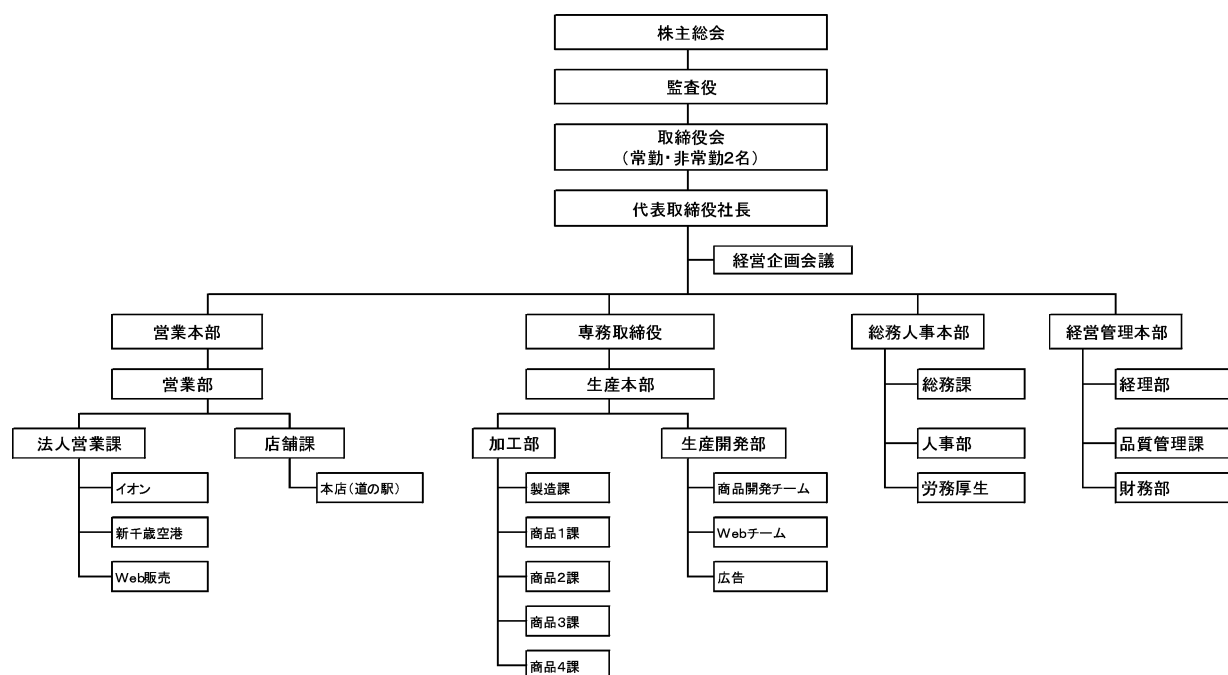 株主総会
監査役
取締役会
（常勤・非常勤2名）
代表取締役社長
経営企画会議
営業本部
専務取締役
総務人事本部
経営管理本部
営業部
生産本部
総務課
経理部
法人営業課
店舗課
加工部
生産開発部
人事部
品質管理課
イオン
本店（道の駅）
製造課
商品開発チーム
労務厚生
財務部
新千歳空港
商品1課
Webチーム
Web販売
商品2課
広告
商品3課
商品4課